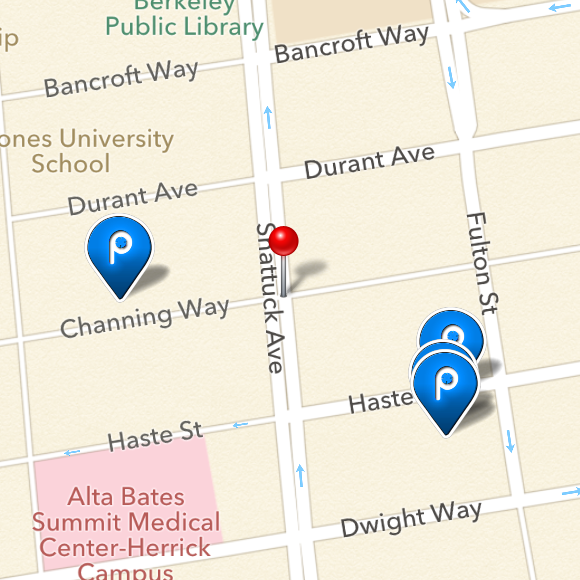 Berkeley
Public Library
ip
Bancroft Way
Bancroft Way
ones University
School
Durant Ave
Durant Ave
Shattuck Ave
Fulton St
P
Channing Way
P
P
Haste
Haste St
Alta Bates
Summit Medical
Center-Herrick
Campus
Dwight Way